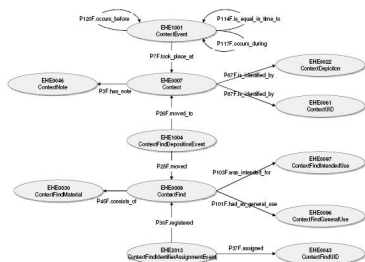 P120F.occurs_before
EHE1001
ContextEvent
P114F.is_equal_in_time_to
P117F.occurs_during
P7F.took_place_at
EHE0046
ContextNote
P3F.has_note
EHE0007
Context
P67F.is_identified_by
EHE0022
ContextDepiction
P87F.is_identified_by
EHE0061
ContextUID
P26F.moved_to
EHE1004
ContextFindDepositionEvent
P25F.moved
EHE0030
ContextFindMaterial
P45F.consists_of
EHE0009
ContextFind
P103F.was_intended_for
EHE0097
ContextFindIntendedUse
P101F.had_as_general_use
EHE0096
ContextFindGeneralUse
P36F.registered
EHE2013
ContextFindIdentifierAssignmentEvent
P37F.assigned
EHE0043
ContextFindUID